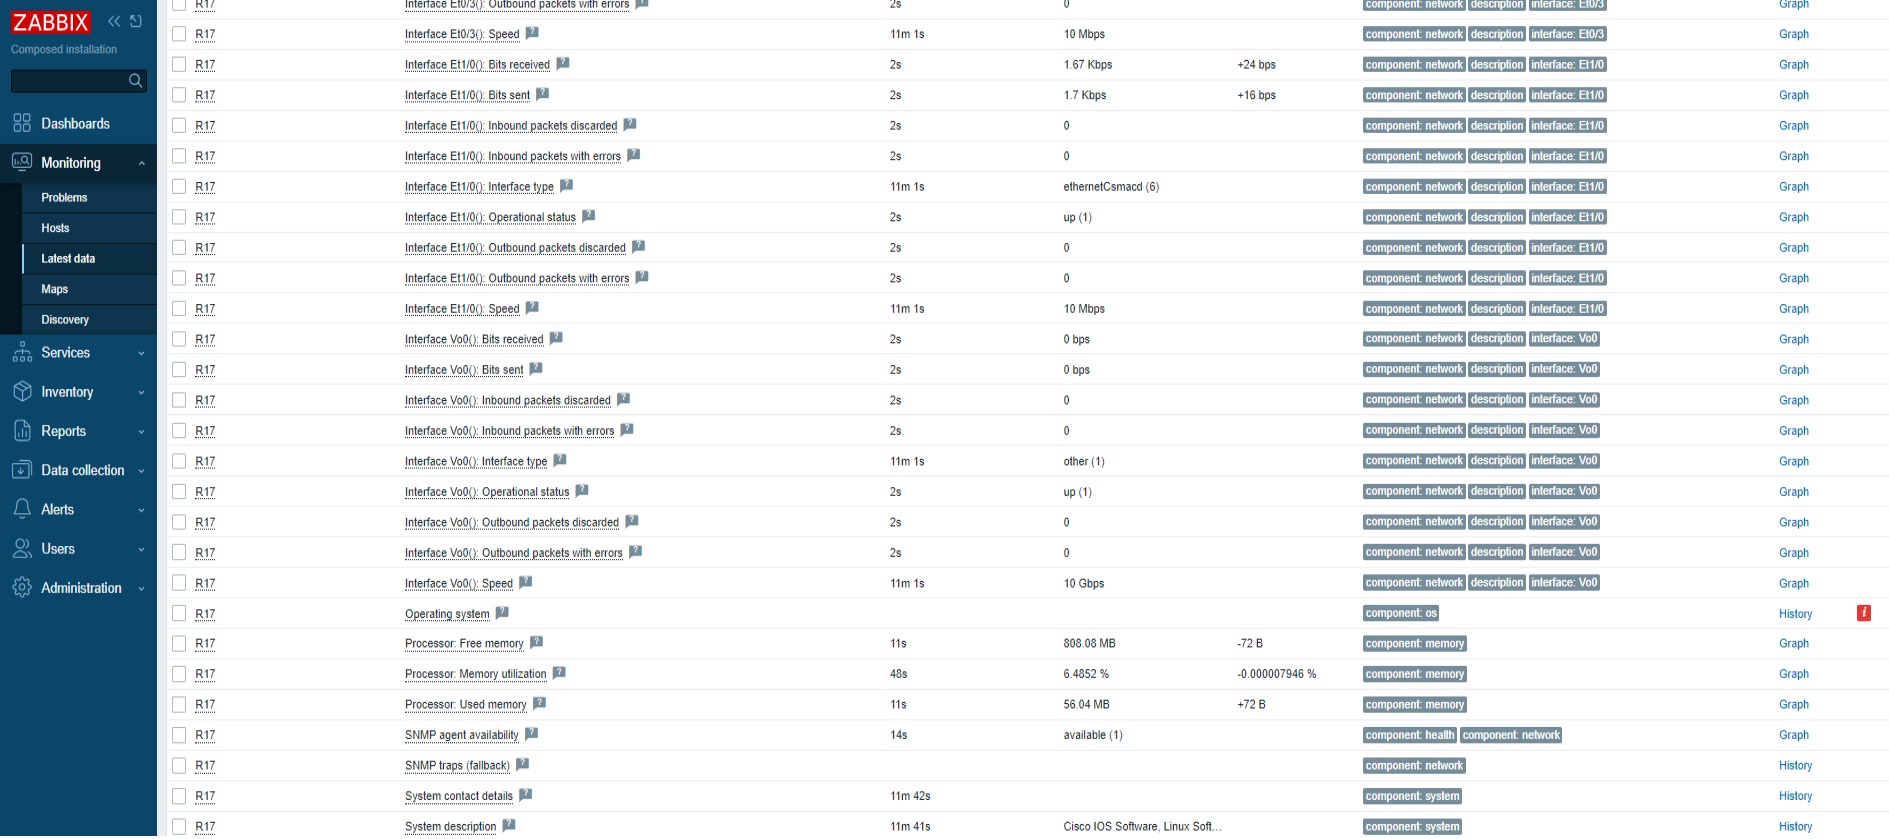 ZABBIX
Composed installation
Dashboards
Monitoring
Problems
Hosts
Latest data
Maps
Discovery
Services
Inventory
Reports
Data collection
Alerts
Users
Administration
R17 Interface Et0/3(): Outbound packets with errors ? 2s 0 component: network description interface: Et0/3 Graph
R17 Interface Et0/3(): Speed ? 11m 1s 10 Mbps component: network description interface: Et0/3 Graph
R17 Interface Et1/0(): Bits received ? 2s 1.67 Kbps +24 bps component: network description interface: Et1/0 Graph
R17 Interface Et1/0(): Bits sent ? 2s 1.7 Kbps +16 bps component: network description interface: Et1/0 Graph
R17 Interface Et1/0(): Inbound packets discarded ? 2s 0 component: network description interface: Et1/0 Graph
R17 Interface Et1/0(): Inbound packets with errors ? 2s 0 component: network description interface: Et1/0 Graph
R17 Interface Et1/0(): Interface type ? 11m 1s ethernetCsmacd (6) component: network description interface: Et1/0 Graph
R17 Interface Et1/0(): Operational status ? 2s up (1) component: network description interface: Et1/0 Graph
R17 Interface Et1/0(): Outbound packets discarded ? 2s 0 component: network description interface: Et1/0 Graph
R17 Interface Et1/0(): Outbound packets with errors ? 2s 0 component: network description interface: Et1/0 Graph
R17 Interface Et1/0(): Speed ? 11m 1s 10 Mbps component: network description interface: Et1/0 Graph
R17 Interface Vo0(): Bits received ? 2s 0 bps component: network description interface: Vo0 Graph
R17 Interface Vo0(): Bits sent ? 2s 0 bps component: network description interface: Vo0 Graph
R17 Interface Vo0(): Inbound packets discarded ? 2s 0 component: network description interface: Vo0 Graph
R17 Interface Vo0(): Inbound packets with errors ? 2s 0 component: network description interface: Vo0 Graph
R17 Interface Vo0(): Interface type ? 11m 1s other (1) component: network description interface: Vo0 Graph
R17 Interface Vo0(): Operational status ? 2s up (1) component: network description interface: Vo0 Graph
R17 Interface Vo0(): Outbound packets discarded ? 2s 0 component: network description interface: Vo0 Graph
R17 Interface Vo0(): Outbound packets with errors ? 2s 0 component: network description interface: Vo0 Graph
R17 Interface Vo0(): Speed ? 11m 1s 10 Gbps component: network description interface: Vo0 Graph
R17 Operating system ? component: os History i
R17 Processor: Free memory ? 11s 808.08 MB -72 B component: memory Graph
R17 Processor: Memory utilization ? 48s 6.4852 % -0.000007946 % component: memory Graph
R17 Processor: Used memory ? 11s 56.04 MB +72 B component: memory Graph
R17 SNMP agent availability ? 14s available (1) component: health component: network Graph
R17 SNMP traps (fallback) ? component: network History
R17 System contact details ? 11m 42s component: system History
R17 System description ? 11m 41s Cisco IOS Software, Linux Soft... component: system History